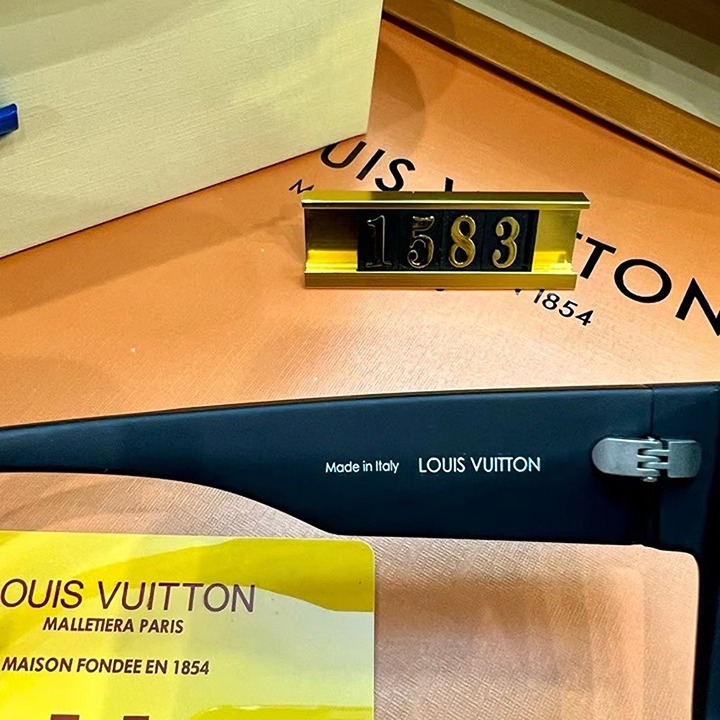 UIS V TTON
M 1854
1583
Made in Italy LOUIS VUITTON
OUIS VUITTON
MALLETIERA PARIS
MAISON FONDEE EN 1854